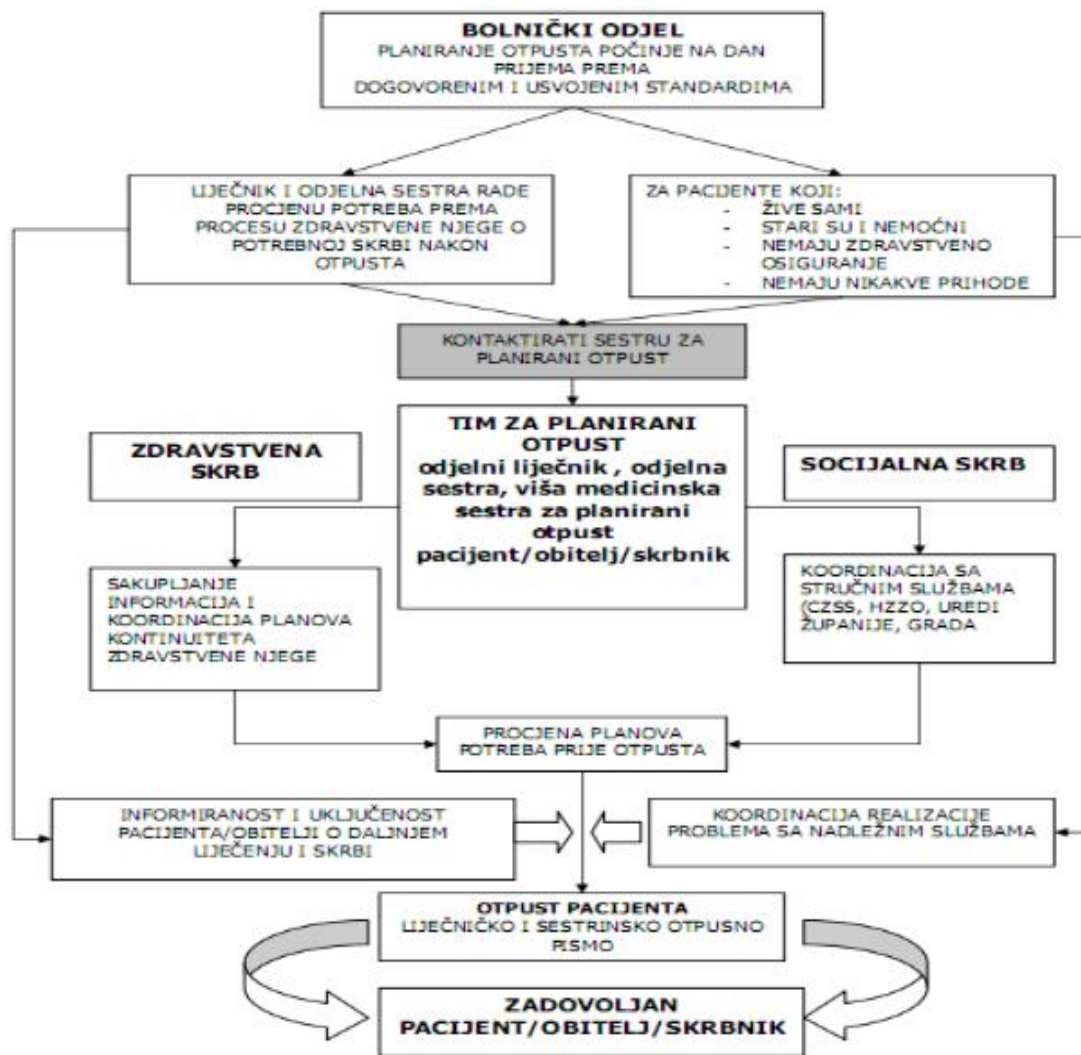 BOLNIČKI ODJEL
PLANIRANJE OTPUSTA POČINJE NA DAN
PRIJEMA PREMA
DOGOVORENIM I USVOJENIM STANDARDIMA
LIJEČNIK I ODJELNA SESTRA RADE
PROCJENU POTREBA PREMA
PROCESU ZDRAVSTVENE NJEGE O
POTREBNOJ SKRBI NAKON
OTPUSTA
ZA PACIJENTE KOJI:
- ŽIVE SAMI
- STARI SU I NEMOĆNI
- NEMAJU ZDRAVSTVENO
OSIGURANJE
- NEMAJU NIKAKVE PRIHODE
KONTAKTIRATI SESTRU ZA
PLANIRANI OTPUST
ZDRAVSTVENA
SKRB
TIM ZA PLANIRANI
OTPUST
odjelni liječnik , odjelna
sestra, viša medicinska
sestra za planirani
otpust
pacijent/obitelj/skrbnik
SOCIJALNA SKRB
SAKUPLJANJE
INFORMACIJA I
KOORDINACIJA PLANOVA
KONTINUITETA
ZDRAVSTVENE NJEGE
KOORDINACIJA SA
STRUČNIM SLUŽBAMA
(CZSS, HZZO, UREDI
ŽUPANIJE, GRADA
PROCJENA PLANOVA
POTREBA PRIJE OTPUSTA
INFORMIRANOST I UKLJUČENOST
PACIJENTA/OBITELJI O DALJNJEM
LIJEČENJU I SKRBI
KOORDINACIJA REALIZACIJE
PROBLEMA SA NADLEŽNIM SLUŽBAMA
OTPUST PACIJENTA
LIJEČNIČKO I SESTRINSKO OTPUSNO
PISMO
ZADOVOLJAN
PACIJENT/OBITELJ/SKRBNIK